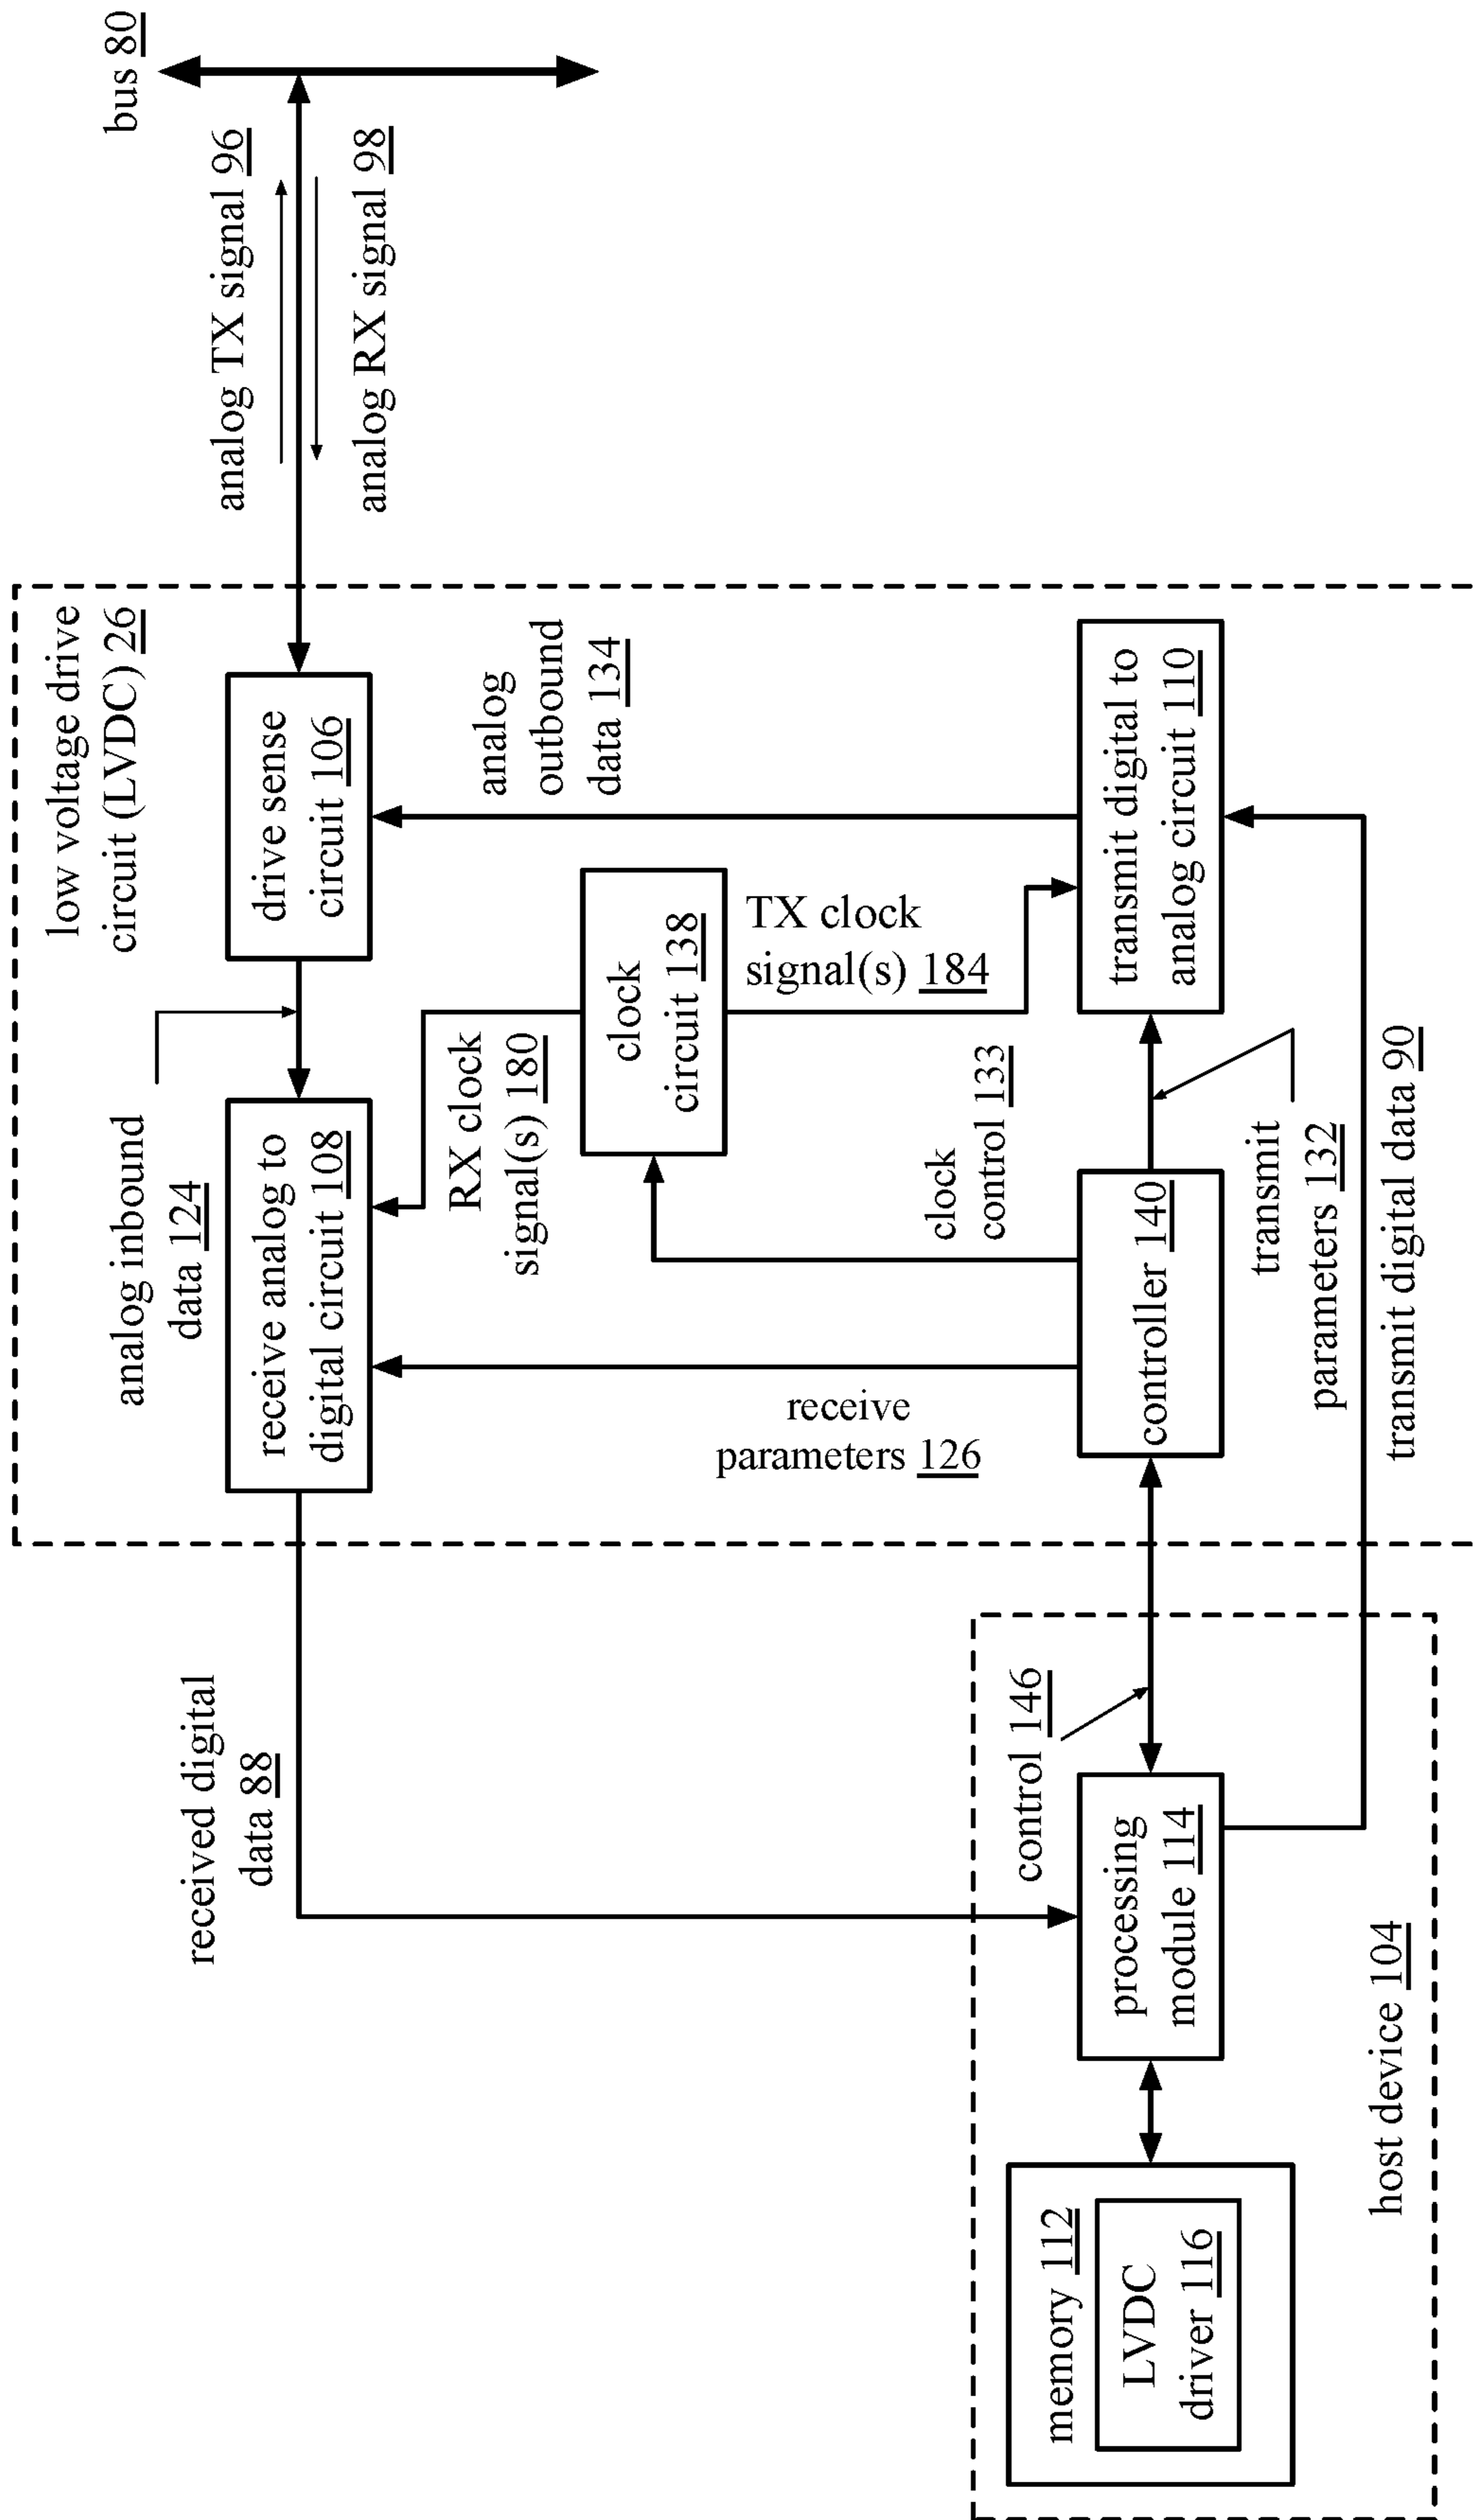 bus 80
analog TX signal 96
analog RX signal 98
low voltage drive
circuit (LVDC) 26
drive sense
circuit 106
analog
outbound
data 134
transmit digital to
analog circuit 110
clock
circuit 138
TX clock
signal(s) 184
RX clock
signal(s) 180
analog inbound
data 124
receive analog to
digital circuit 108
clock
control 133
controller 140
transmit
parameters 132
transmit digital data 90
receive
parameters 126
received digital
data 88
control 146
processing
module 114
host device 104
memory 112
LVDC
driver 116